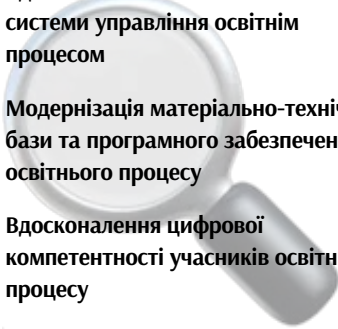 системи управління освітнім
процесом
Модернізація матеріально-техніч
бази та програмного забезпечен
освітнього процесу
Вдосконалення цифрової
компетентності учасників освітн
процесу